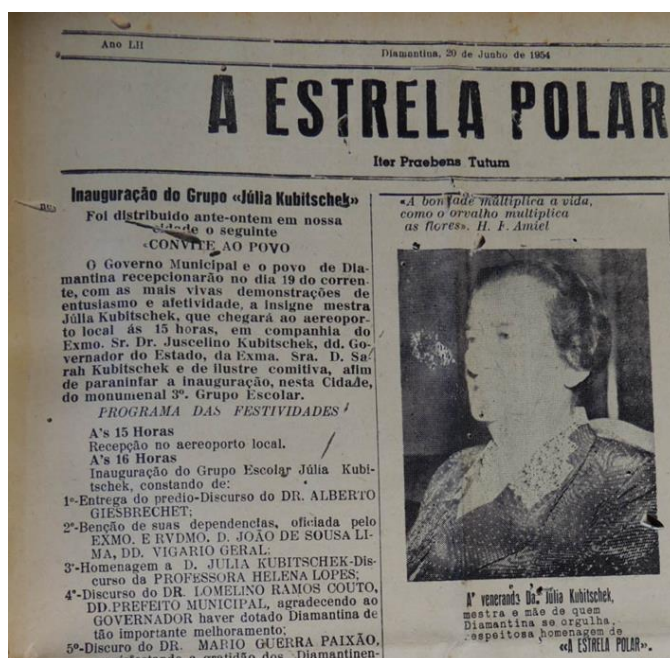 Ano LII
Diamantina, 20 de Junho de 1954
A ESTRELA POLAR
Iter Praebens Tutum
Inauguração do Grupo «Júlia Kubitschek»
Foi distribuido ante-ontem em nossa
cidade o seguinte
«CONVITE AO POVO
O Governo Municipal e o povo de Dia-
mantina recepcionarão no dia 19 do corren-
te, com as mais vivas demonstrações de
entusiasmo e afetividade, a insigne mestra
Júlia Kubitschek, que chegará ao aereopor-
to local ás 15 horas, em companhia do
Exmo. Sr. Dr. Juscelino Kubitschek, dd. Go-
vernador do Estado, da Exma. Sra. D. Sa-
rah Kubitschek e de ilustre comitiva, afim
de paraninfar a inauguração, nesta Cidade,
do monumental 3º. Grupo Escolar.
PROGRAMA DAS FESTIVIDADES
A's 15 Horas
Recepção no aereoporto local.
A's 16 Horas
Inauguração do Grupo Escolar Júlia Kubi-
tschek, constando de:
1º-Entrega do predio-Discurso do DR. ALBERTO
GIESBRECHET;
2º-Benção de suas dependencias, oficiada pelo
EXMO. E RVDMO. D. JOÃO DE SOUSA LI-
MA, DD. VIGARIO GERAL;
3º-Homenagem a D. JULIA KUBITSCHEK-Dis-
curso da PROFESSORA HELENA LOPES;
4º-Discurso do DR. LOMELINO RAMOS COUTO,
DD.PREFEITO MUNICIPAL, agradecendo ao
GOVERNADOR haver dotado Diamantina de
tão importante melhoramento;
5º-Discuro do DR. MARIO GUERRA PAIXÃO,
a gratidão dos Diamantinen-
«A bondade multiplica a vida,
como o orvalho multiplica
as flores». H. F. Amiel
A' veneranda Da. Júlia Kubitschek,
mestra e mãe de quem
Diamantina se orgulha,
respeitosa homenagem de
«A ESTRELA POLAR».